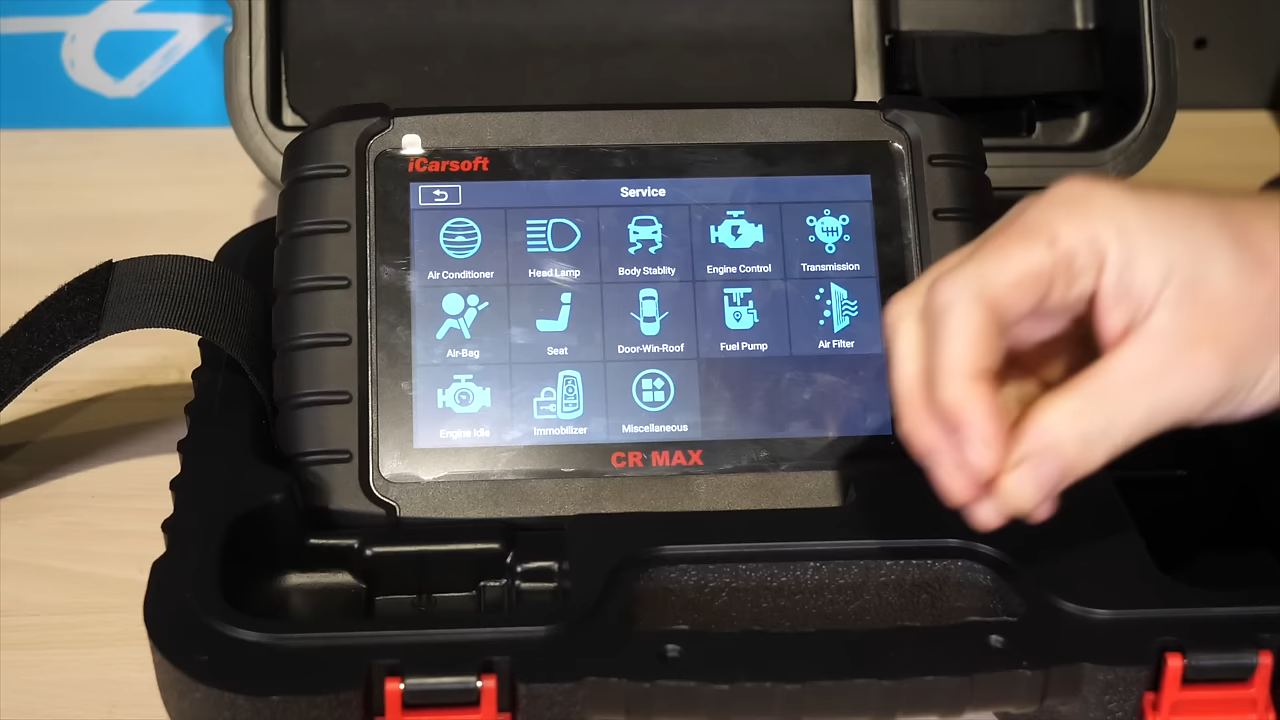 iCarsoft
Service
Air Conditioner
Head Lamp
Body Stablity
Engine Control
Transmission
Air-Bag
Seat
Door-Win-Roof
Fuel Pump
Air Filter
Engine Idle
Immobilizer
Miscellaneous
CR MAX